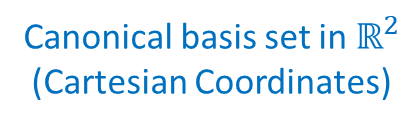 Canonical basis set in ℝ²
(Cartesian Coordinates)